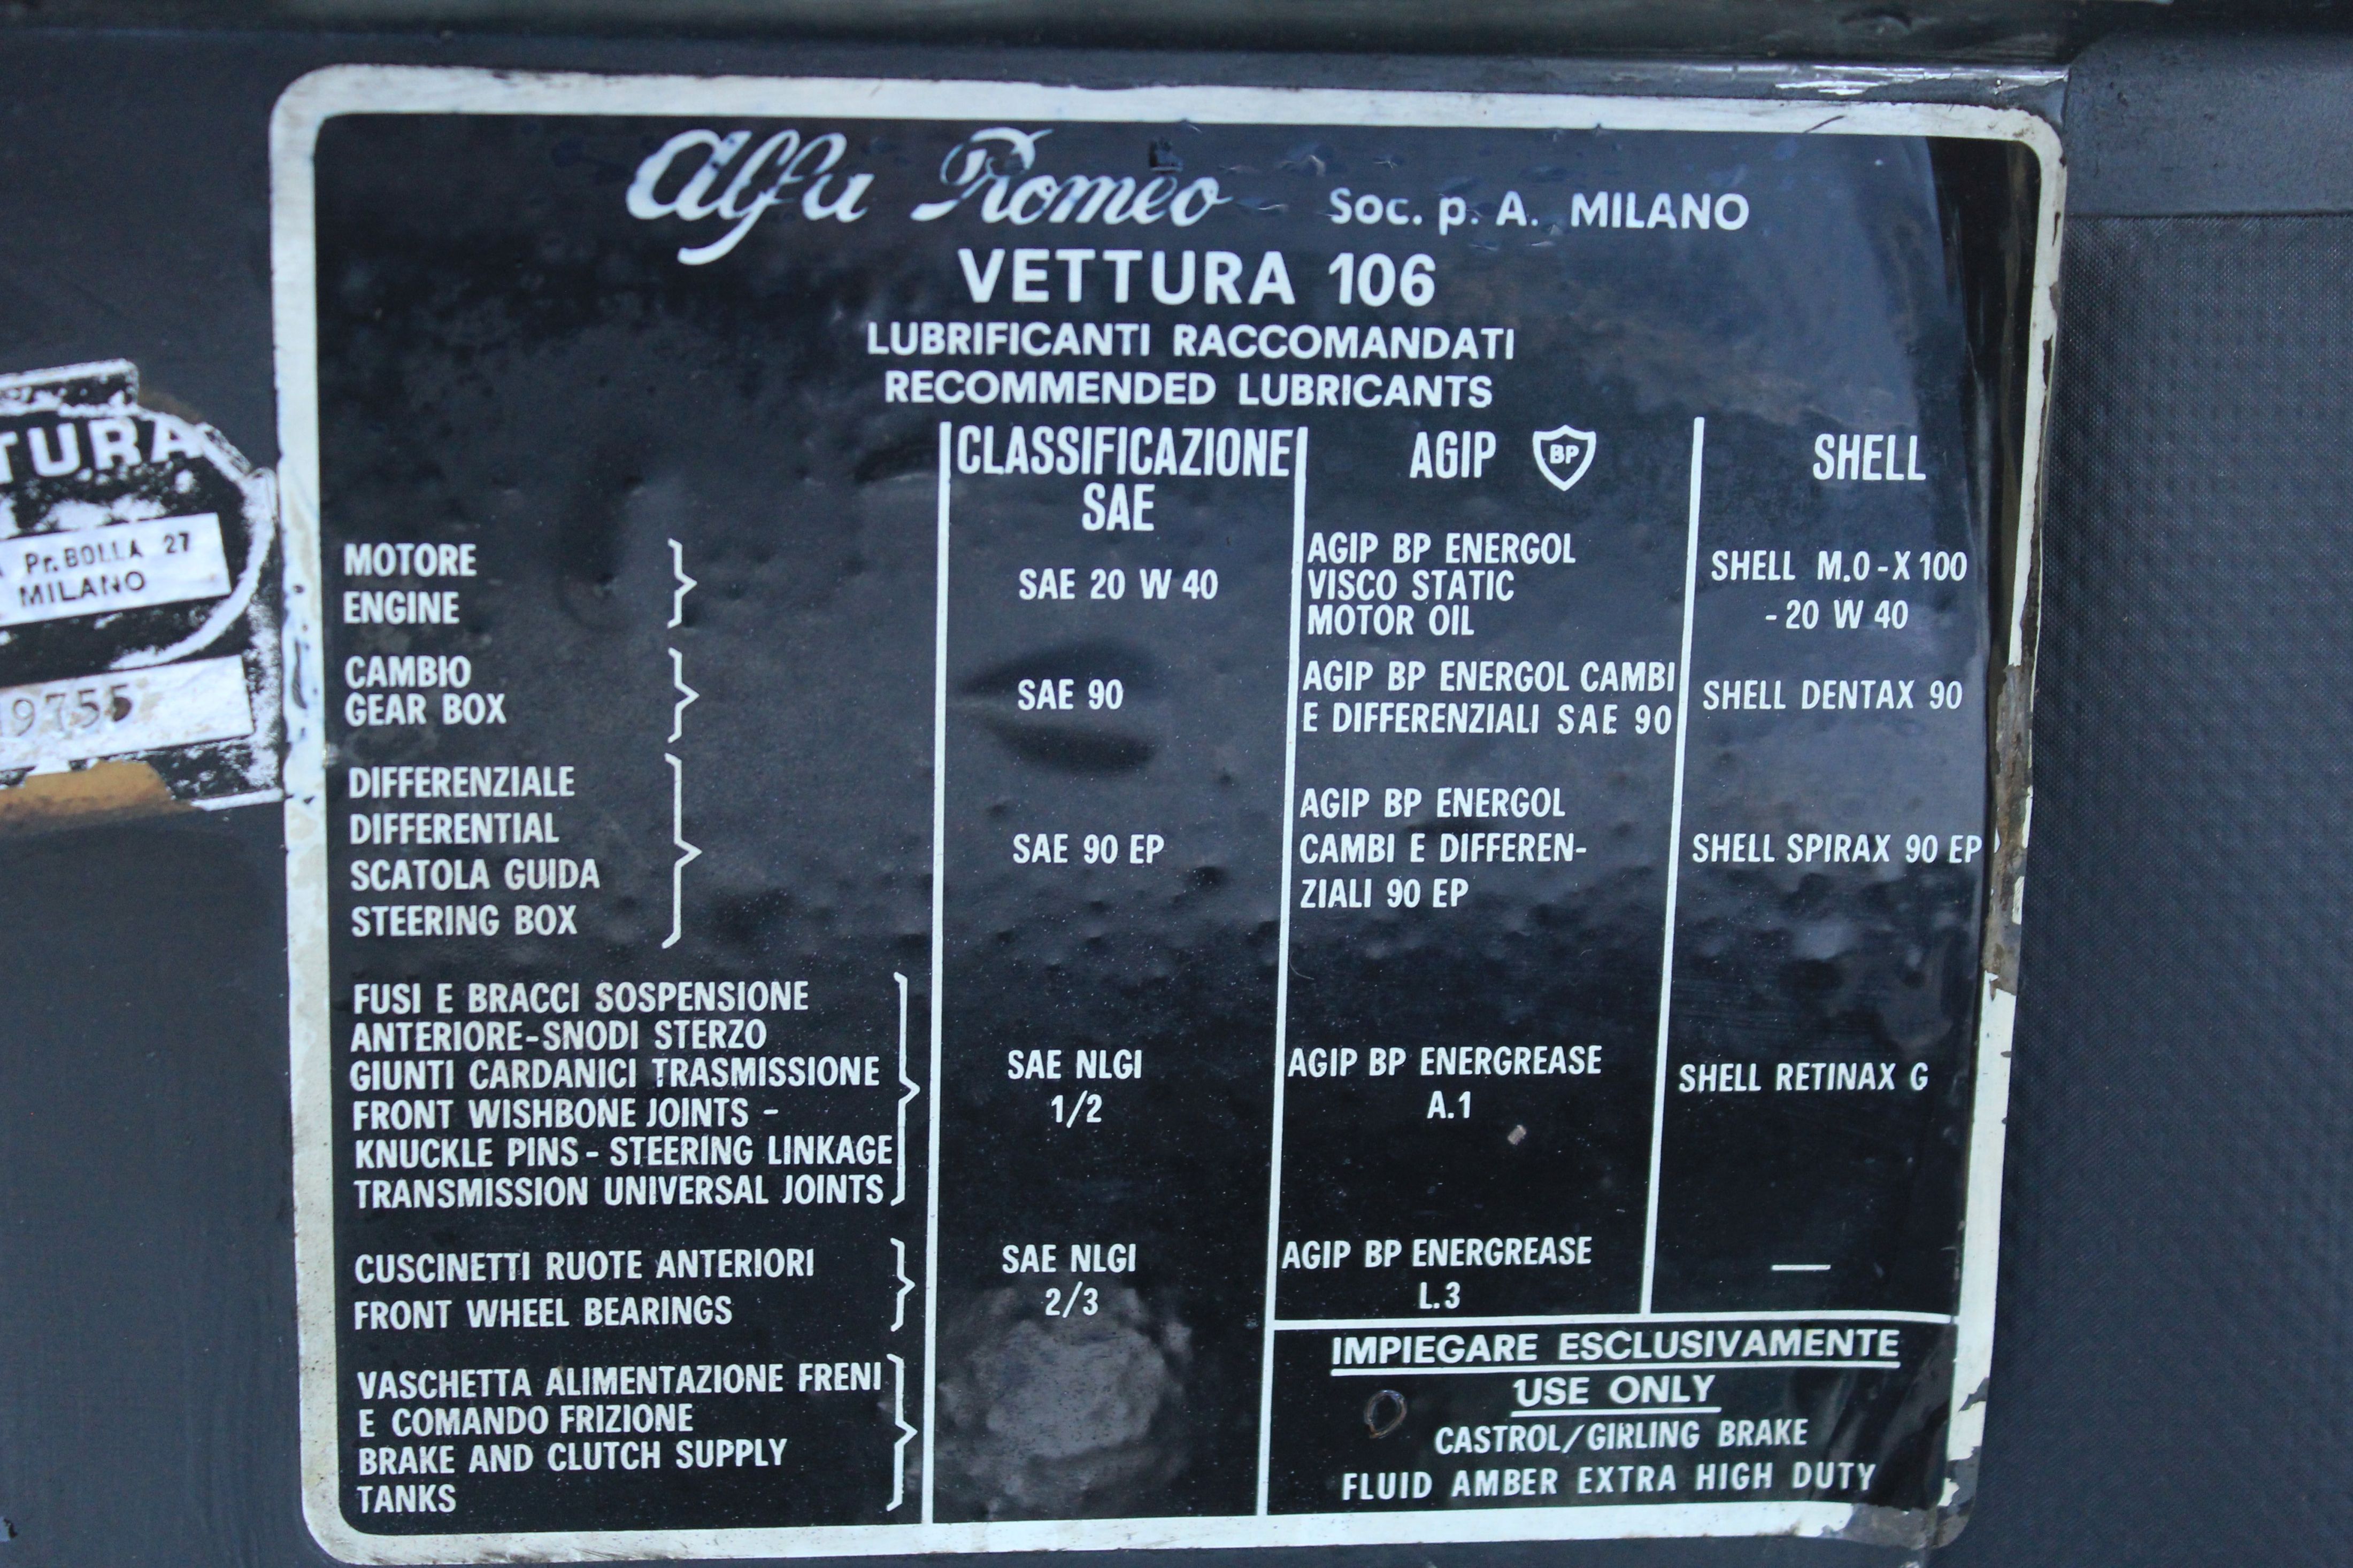 Alfa Romeo Soc. p. A. MILANO
VETTURA 106
LUBRIFICANTI RACCOMANDATI
RECOMMENDED LUBRICANTS
CLASSIFICAZIONE SAE
AGIP BP
SHELL
MOTORE
ENGINE
SAE 20 W 40
AGIP BP ENERGOL
VISCO STATIC
MOTOR OIL
SHELL M.O-X 100
- 20 W 40
CAMBIO
GEAR BOX
SAE 90
AGIP BP ENERGOL CAMBI
E DIFFERENZIALI SAE 90
SHELL DENTAX 90
DIFFERENZIALE
DIFFERENTIAL
SCATOLA GUIDA
STEERING BOX
SAE 90 EP
AGIP BP ENERGOL
CAMBI E DIFFEREN-
ZIALI 90 EP
SHELL SPIRAX 90 EP
FUSI E BRACCI SOSPENSIONE
ANTERIORE-SNODI STERZO
GIUNTI CARDANICI TRASMISSIONE
FRONT WISHBONE JOINTS -
KNUCKLE PINS - STEERING LINKAGE
TRANSMISSION UNIVERSAL JOINTS
SAE NLGI
1/2
AGIP BP ENERGREASE
A.1
SHELL RETINAX G
CUSCINETTI RUOTE ANTERIORI
FRONT WHEEL BEARINGS
SAE NLGI
2/3
AGIP BP ENERGREASE
L.3
—
VASCHETTA ALIMENTAZIONE FRENI
E COMANDO FRIZIONE
BRAKE AND CLUTCH SUPPLY
TANKS
IMPIEGARE ESCLUSIVAMENTE
USE ONLY
CASTROL/GIRLING BRAKE
FLUID AMBER EXTRA HIGH DUTY
TURA
Pr. BOLLA 27
MILANO
9755